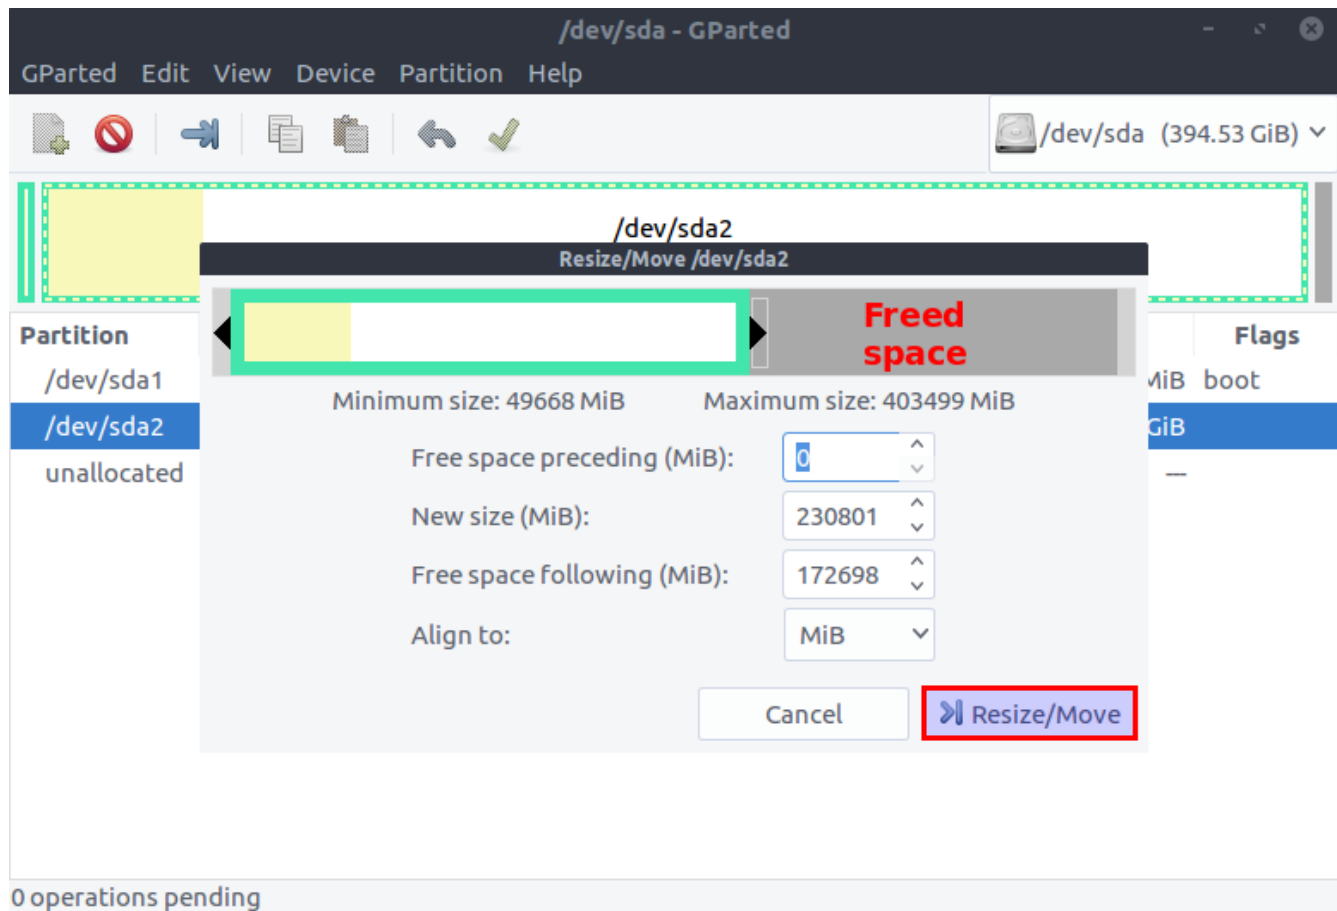 /dev/sda - GParted
GParted Edit View Device Partition Help
/dev/sda (394.53 GiB)
/dev/sda2
Resize/Move /dev/sda2
Freed
space
Partition Flags
/dev/sda1 MiB boot
Minimum size: 49668 MiB Maximum size: 403499 MiB
/dev/sda2 GiB
Free space preceding (MiB): 0
unallocated ---
New size (MiB): 230801
Free space following (MiB): 172698
Align to: MiB
Cancel Resize/Move
0 operations pending